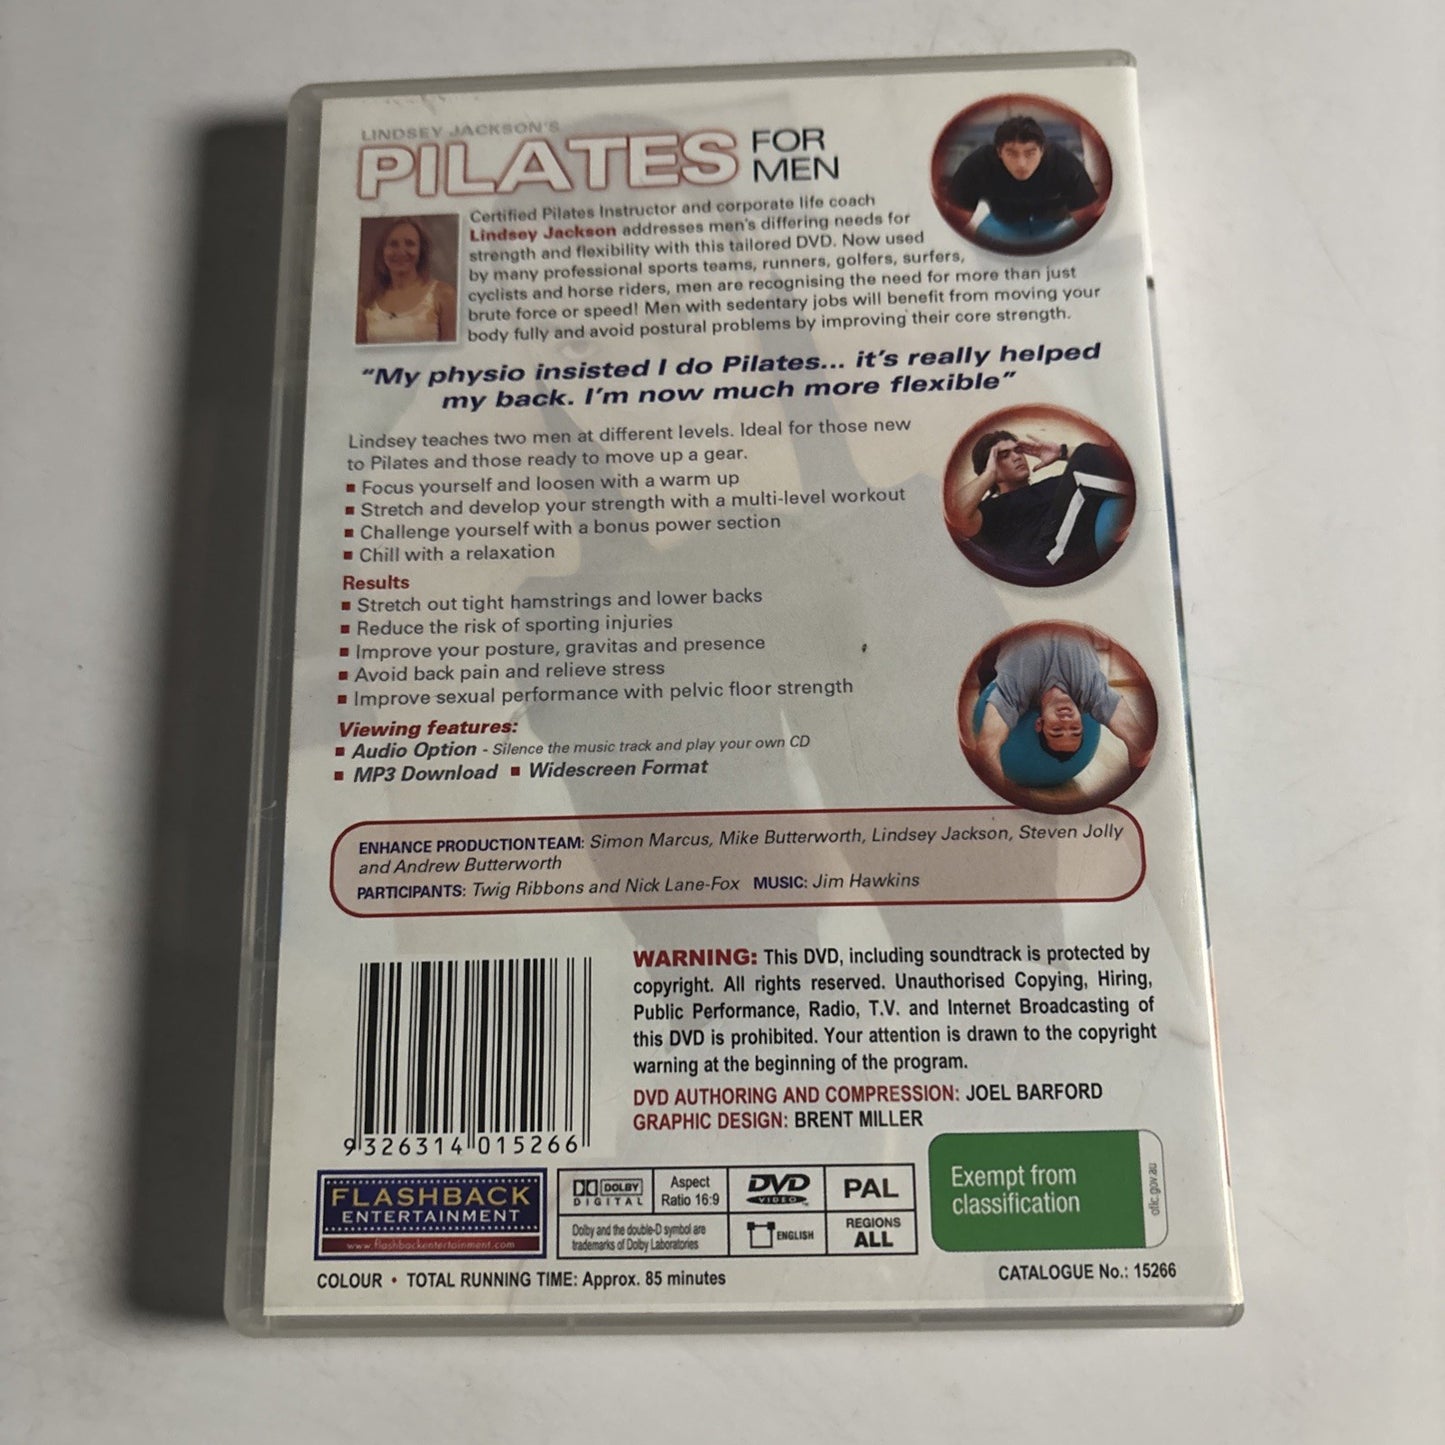 LINDSEY JACKSON'S
PILATES FOR MEN
Certified Pilates Instructor and corporate life coach
Lindsey Jackson addresses men's differing needs for
strength and flexibility with this tailored DVD. Now used
by many professional sports teams, runners, golfers, surfers,
cyclists and horse riders, men are recognising the need for more than just
brute force or speed! Men with sedentary jobs will benefit from moving your
body fully and avoid postural problems by improving their core strength.
"My physio insisted I do Pilates... it's really helped
my back. I'm now much more flexible"
Lindsey teaches two men at different levels. Ideal for those new
to Pilates and those ready to move up a gear.
■ Focus yourself and loosen with a warm up
■ Stretch and develop your strength with a multi-level workout
■ Challenge yourself with a bonus power section
■ Chill with a relaxation
Results
■ Stretch out tight hamstrings and lower backs
■ Reduce the risk of sporting injuries
■ Improve your posture, gravitas and presence
■ Avoid back pain and relieve stress
■ Improve sexual performance with pelvic floor strength
Viewing features:
■ Audio Option - Silence the music track and play your own CD
■ MP3 Download ■ Widescreen Format
ENHANCE PRODUCTION TEAM: Simon Marcus, Mike Butterworth, Lindsey Jackson, Steven Jolly
and Andrew Butterworth
PARTICIPANTS: Twig Ribbons and Nick Lane-Fox MUSIC: Jim Hawkins
WARNING: This DVD, including soundtrack is protected by
copyright. All rights reserved. Unauthorised Copying, Hiring,
Public Performance, Radio, T.V. and Internet Broadcasting of
this DVD is prohibited. Your attention is drawn to the copyright
warning at the beginning of the program.
DVD AUTHORING AND COMPRESSION: JOEL BARFORD
GRAPHIC DESIGN: BRENT MILLER
9 326314 015266
FLASHBACK
ENTERTAINMENT
www.flashbackentertainment.com
DOLBY
DIGITAL
Aspect
Ratio 16:9
DVD
VIDEO
PAL
Dolby and the double-D symbol are
trademarks of Dolby Laboratories
ENGLISH
REGIONS
ALL
Exempt from
classification
oflc.gov.au
COLOUR • TOTAL RUNNING TIME: Approx. 85 minutes
CATALOGUE No.: 15266